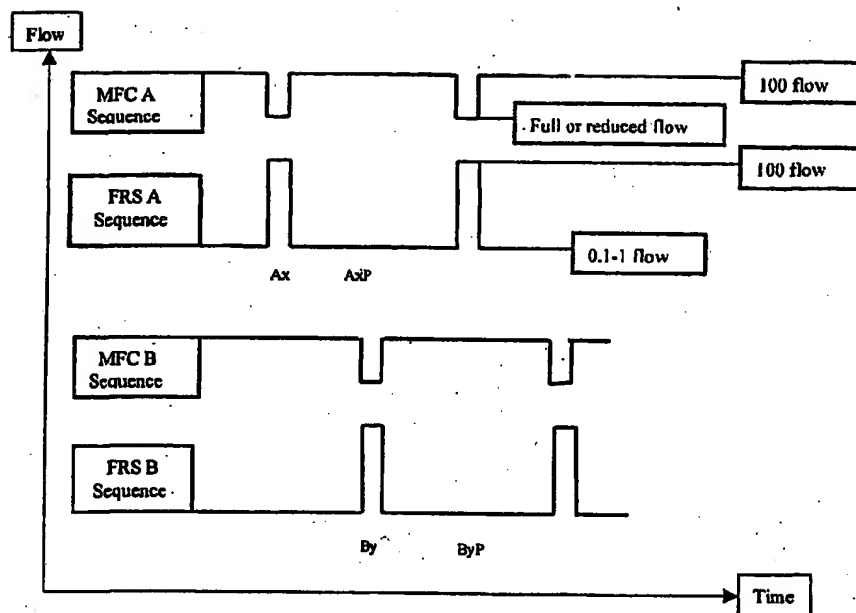 Flow
MFC A
Sequence
100 flow
Full or reduced flow
100 flow
FRS A
Sequence
0.1-1 flow
Ax AxP
MFC B
Sequence
FRS B
Sequence
By ByP
Time